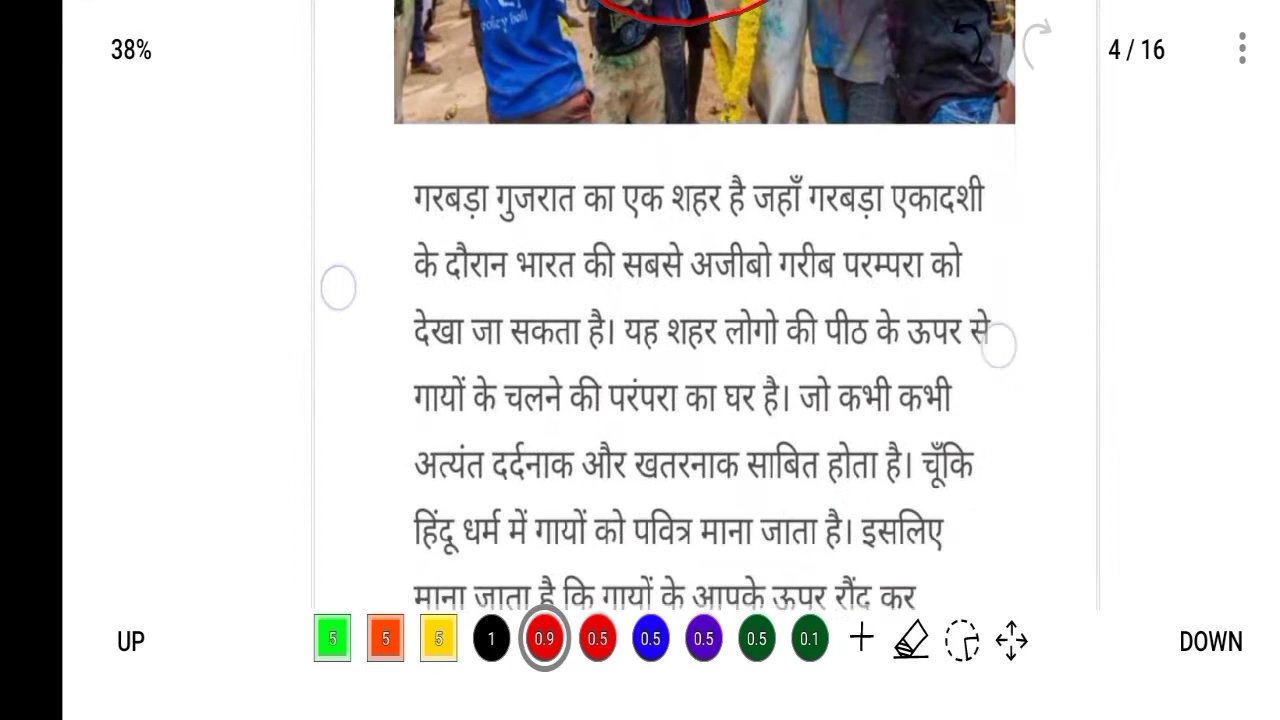 volley ball
38%
4 / 16
गरबड़ा गुजरात का एक शहर है जहाँ गरबड़ा एकादशी
के दौरान भारत की सबसे अजीबो गरीब परम्परा को
देखा जा सकता है। यह शहर लोगो की पीठ के ऊपर से
गायों के चलने की परंपरा का घर है। जो कभी कभी
अत्यंत दर्दनाक और खतरनाक साबित होता है। चूँकि
हिंदू धर्म में गायों को पवित्र माना जाता है। इसलिए
माना जाता है कि गायों के आपके ऊपर रौंद कर
UP
5 5 5 1 0.9 0.5 0.5 0.5 0.5 0.1
DOWN